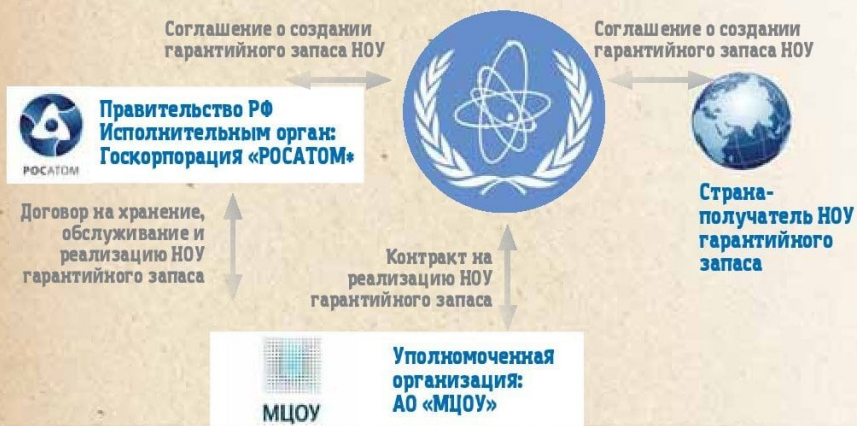 Соглашение о создании
гарантийного запаса НОУ
Соглашение о создании
гарантийного запаса НОУ
РОСАТОМ
Правительство РФ
Исполнительным орган:
Госкорпорация «РОСАТОМ»
Страна-
получатель НОУ
гарантийного
запаса
Договор на хранение,
обслуживание и
реализацию НОУ
гарантийного запаса
Контракт на
реализацию НОУ
гарантийного запаса
МЦОУ
Уполномоченная
организация:
АО «МЦОУ»